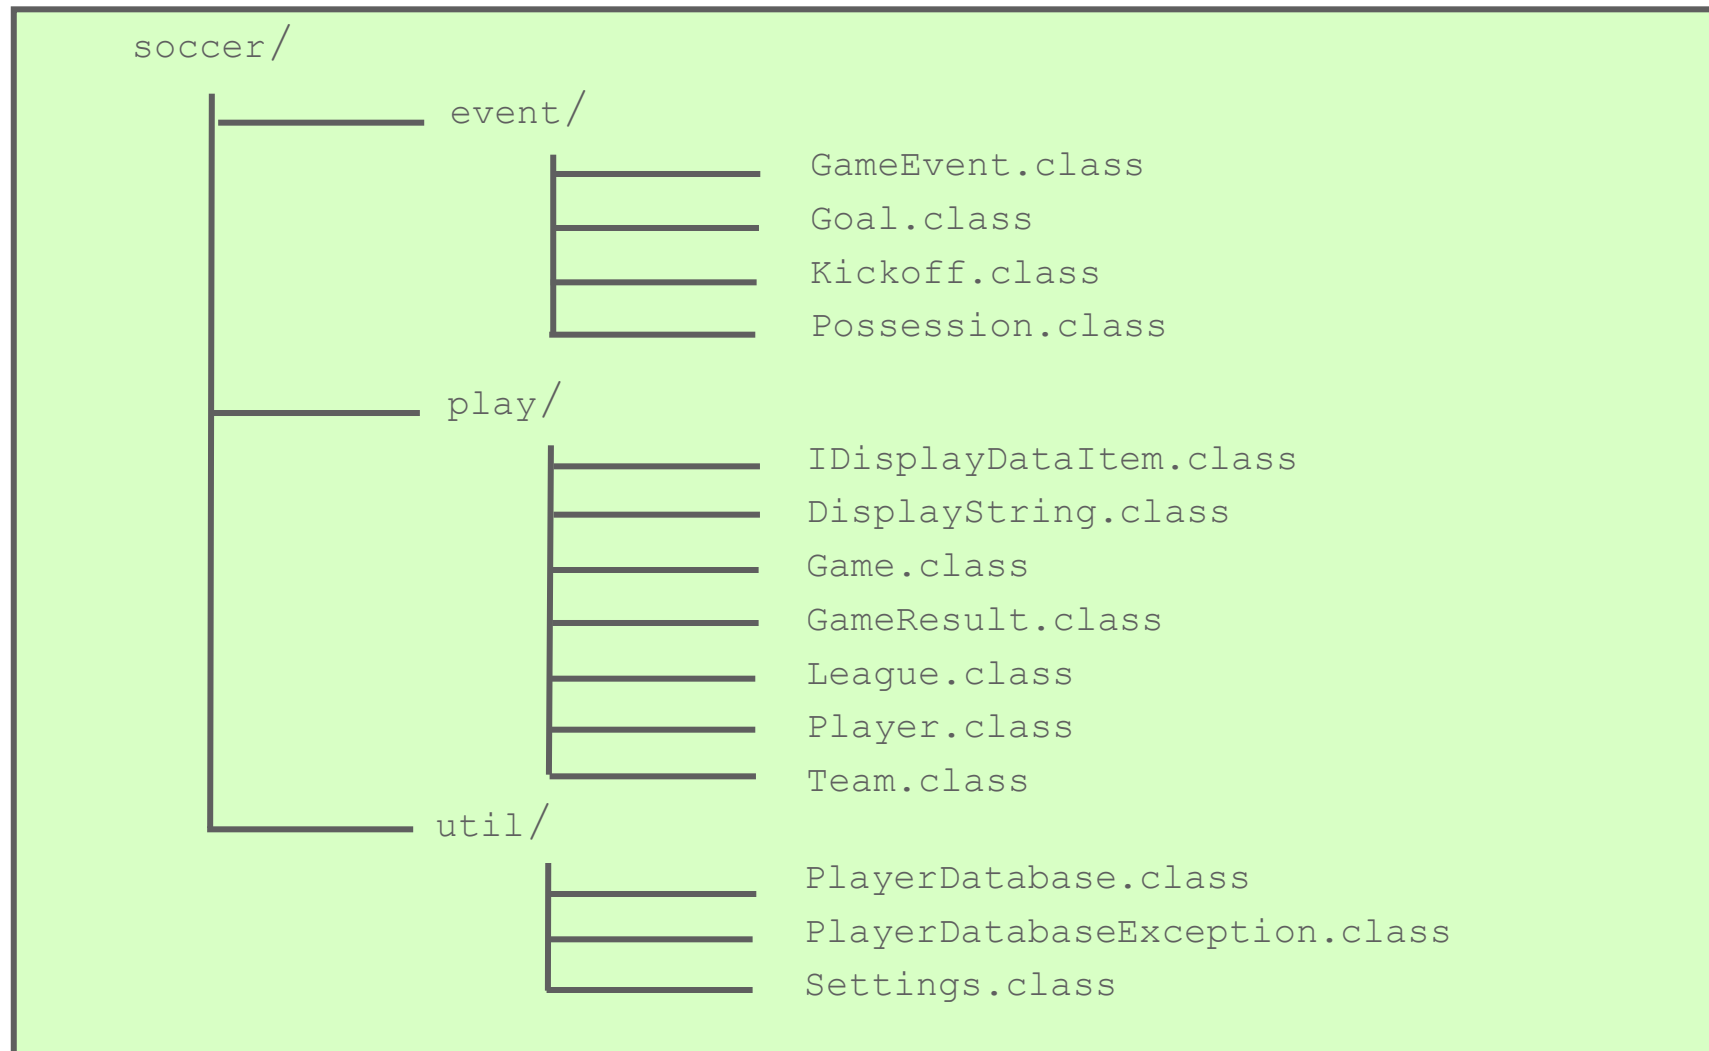 soccer/
event/
GameEvent.class
Goal.class
Kickoff.class
Possession.class
play/
IDisplayDataItem.class
DisplayString.class
Game.class
GameResult.class
League.class
Player.class
Team.class
util/
PlayerDatabase.class
PlayerDatabaseException.class
Settings.class